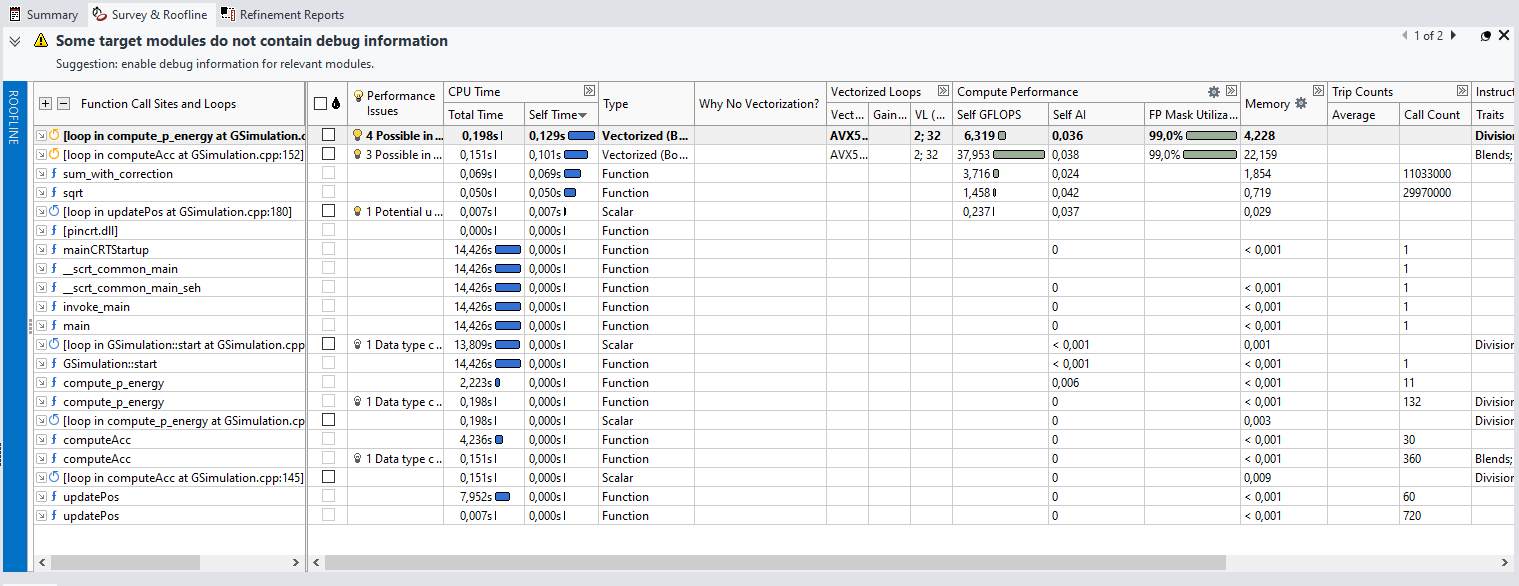 Summary Survey & Roofline Refinement Reports
Some target modules do not contain debug information 1 of 2
Suggestion: enable debug information for relevant modules.
ROOFLINE
Function Call Sites and Loops Performance Issues CPU Time Type Why No Vectorization? Vectorized Loops Compute Performance Memory Trip Counts Instruct
Total Time Self Time Vect... Gain... VL (... Self GFLOPS Self AI FP Mask Utiliza... Average Call Count Traits
[loop in compute_p_energy at GSimulation.c 4 Possible in ... 0,198s 0,129s Vectorized (B... AVX5... 2; 32 6,319 0,036 99,0% 4,228 Division
[loop in computeAcc at GSimulation.cpp:152] 3 Possible in ... 0,151s 0,101s Vectorized (Bo... AVX5... 2; 32 37,953 0,038 99,0% 22,159 Blends;
f sum_with_correction 0,069s 0,069s Function 3,716 0,024 1,854 11033000
f sqrt 0,050s 0,050s Function 1,458 0,042 0,719 29970000
[loop in updatePos at GSimulation.cpp:180] 1 Potential u ... 0,007s 0,007s Scalar 0,237 0,037 0,029
f [pincrt.dll] 0,000s 0,000s Function
f mainCRTStartup 14,426s 0,000s Function 0 < 0,001 1
f __scrt_common_main 14,426s 0,000s Function 1
f __scrt_common_main_seh 14,426s 0,000s Function 0 < 0,001 1
f invoke_main 14,426s 0,000s Function 0 < 0,001 1
f main 14,426s 0,000s Function 0 < 0,001 1
[loop in GSimulation::start at GSimulation.cpp 1 Data type c ... 13,809s 0,000s Scalar < 0,001 0,001 Division
f GSimulation::start 14,426s 0,000s Function < 0,001 < 0,001 1
f compute_p_energy 2,223s 0,000s Function 0,006 < 0,001 11
f compute_p_energy 1 Data type c ... 0,198s 0,000s Function 0 < 0,001 132 Division
[loop in compute_p_energy at GSimulation.cp 0,198s 0,000s Scalar 0 0,003 Division
f computeAcc 4,236s 0,000s Function 0 < 0,001 30
f computeAcc 1 Data type c ... 0,151s 0,000s Function 0 < 0,001 360 Blends;
[loop in computeAcc at GSimulation.cpp:145] 0,151s 0,000s Scalar 0 0,009 Division
f updatePos 7,952s 0,000s Function 0 < 0,001 60
f updatePos 0,007s 0,000s Function 0 < 0,001 720